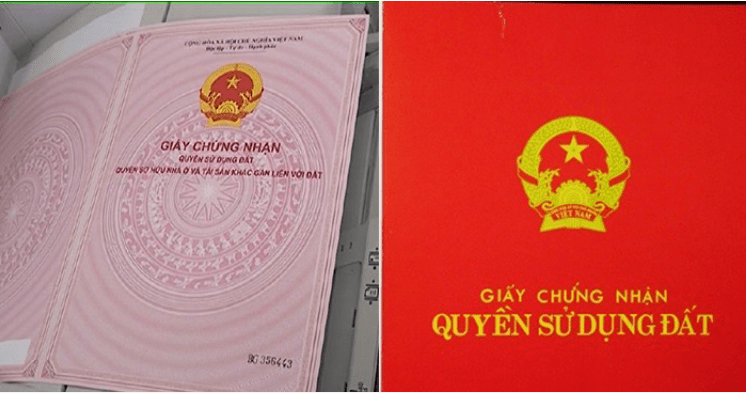 CỘNG HÒA XÃ HỘI CHỦ NGHĨA VIỆT NAM
Độc lập - Tự do - Hạnh phúc
GIẤY CHỨNG NHẬN
QUYỀN SỬ DỤNG ĐẤT
QUYỀN SỞ HỮU NHÀ Ở VÀ TÀI SẢN KHÁC GẮN LIỀN VỚI ĐẤT
BG 356443
VIỆT NAM
GIẤY CHỨNG NHẬN
QUYỀN SỬ DỤNG ĐẤT